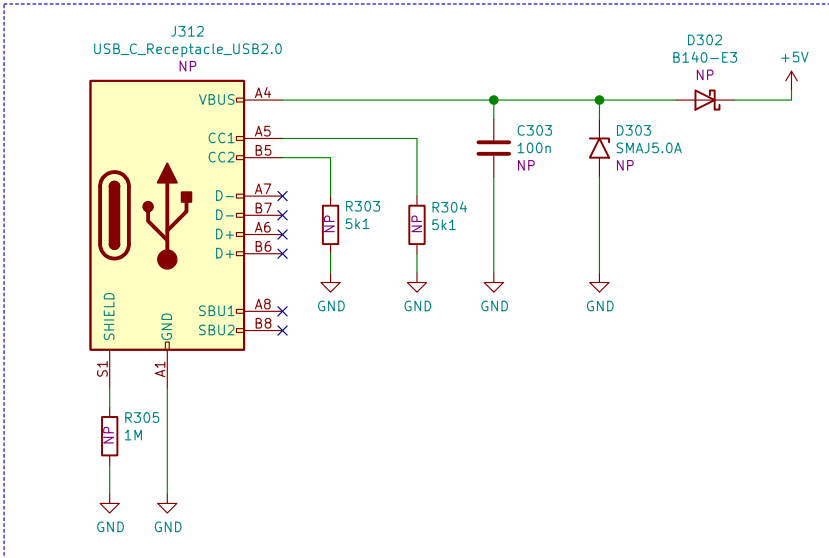 J312
USB_C_Receptacle_USB2.0
NP
D302
B140-E3
NP
+5V
VBUS
A4
CC1
A5
CC2
B5
C303
100n
NP
D303
SMAJ5.0A
NP
D-
A7
D-
B7
D+
A6
D+
B6
R303
5k1
NP
R304
5k1
NP
GND
GND
GND
GND
SBU1
A8
SBU2
B8
SHIELD
GND
S1
A1
R305
1M
NP
GND
GND